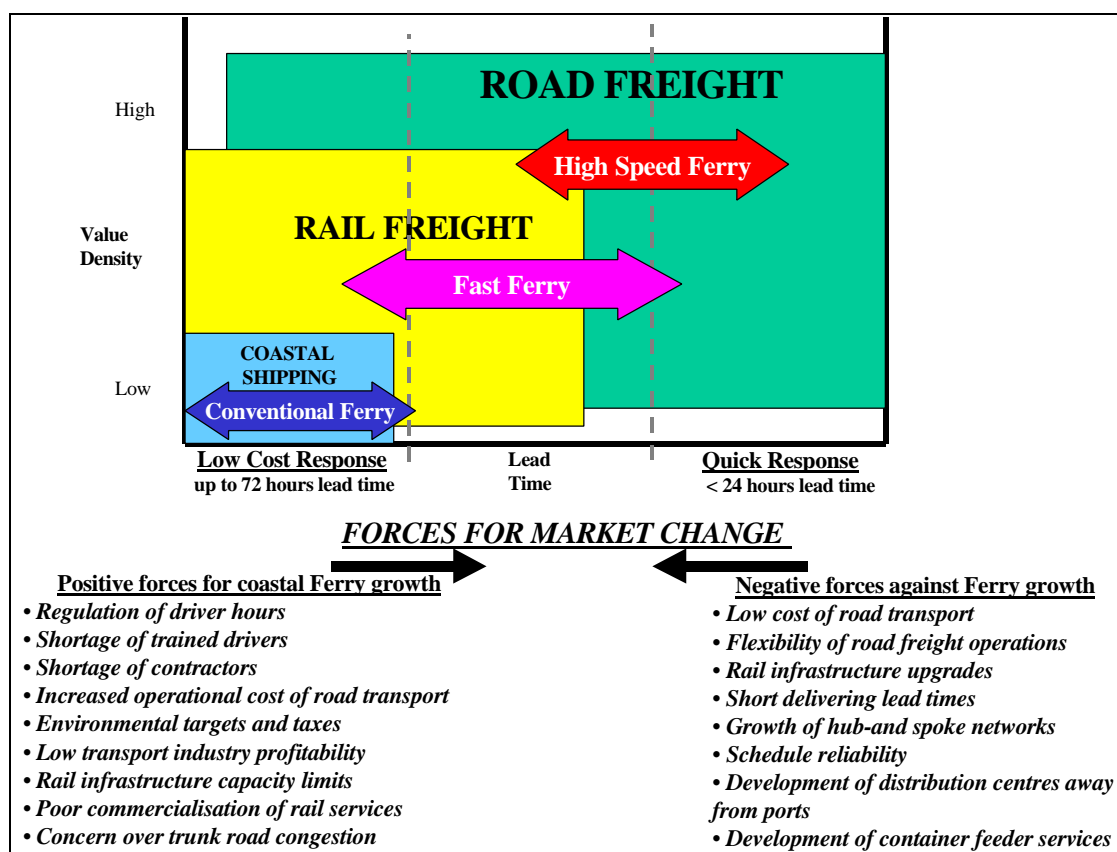 ROAD FREIGHT
High
High Speed Ferry
RAIL FREIGHT
Value
Density
Fast Ferry
COASTAL
SHIPPING
Low
Conventional Ferry
Low Cost Response
up to 72 hours lead time
Lead
Time
Quick Response
< 24 hours lead time
FORCES FOR MARKET CHANGE
Positive forces for coastal Ferry growth
• Regulation of driver hours
• Shortage of trained drivers
• Shortage of contractors
• Increased operational cost of road transport
• Environmental targets and taxes
• Low transport industry profitability
• Rail infrastructure capacity limits
• Poor commercialisation of rail services
• Concern over trunk road congestion
Negative forces against Ferry growth
• Low cost of road transport
• Flexibility of road freight operations
• Rail infrastructure upgrades
• Short delivering lead times
• Growth of hub-and spoke networks
• Schedule reliability
• Development of distribution centres away
from ports
• Development of container feeder services